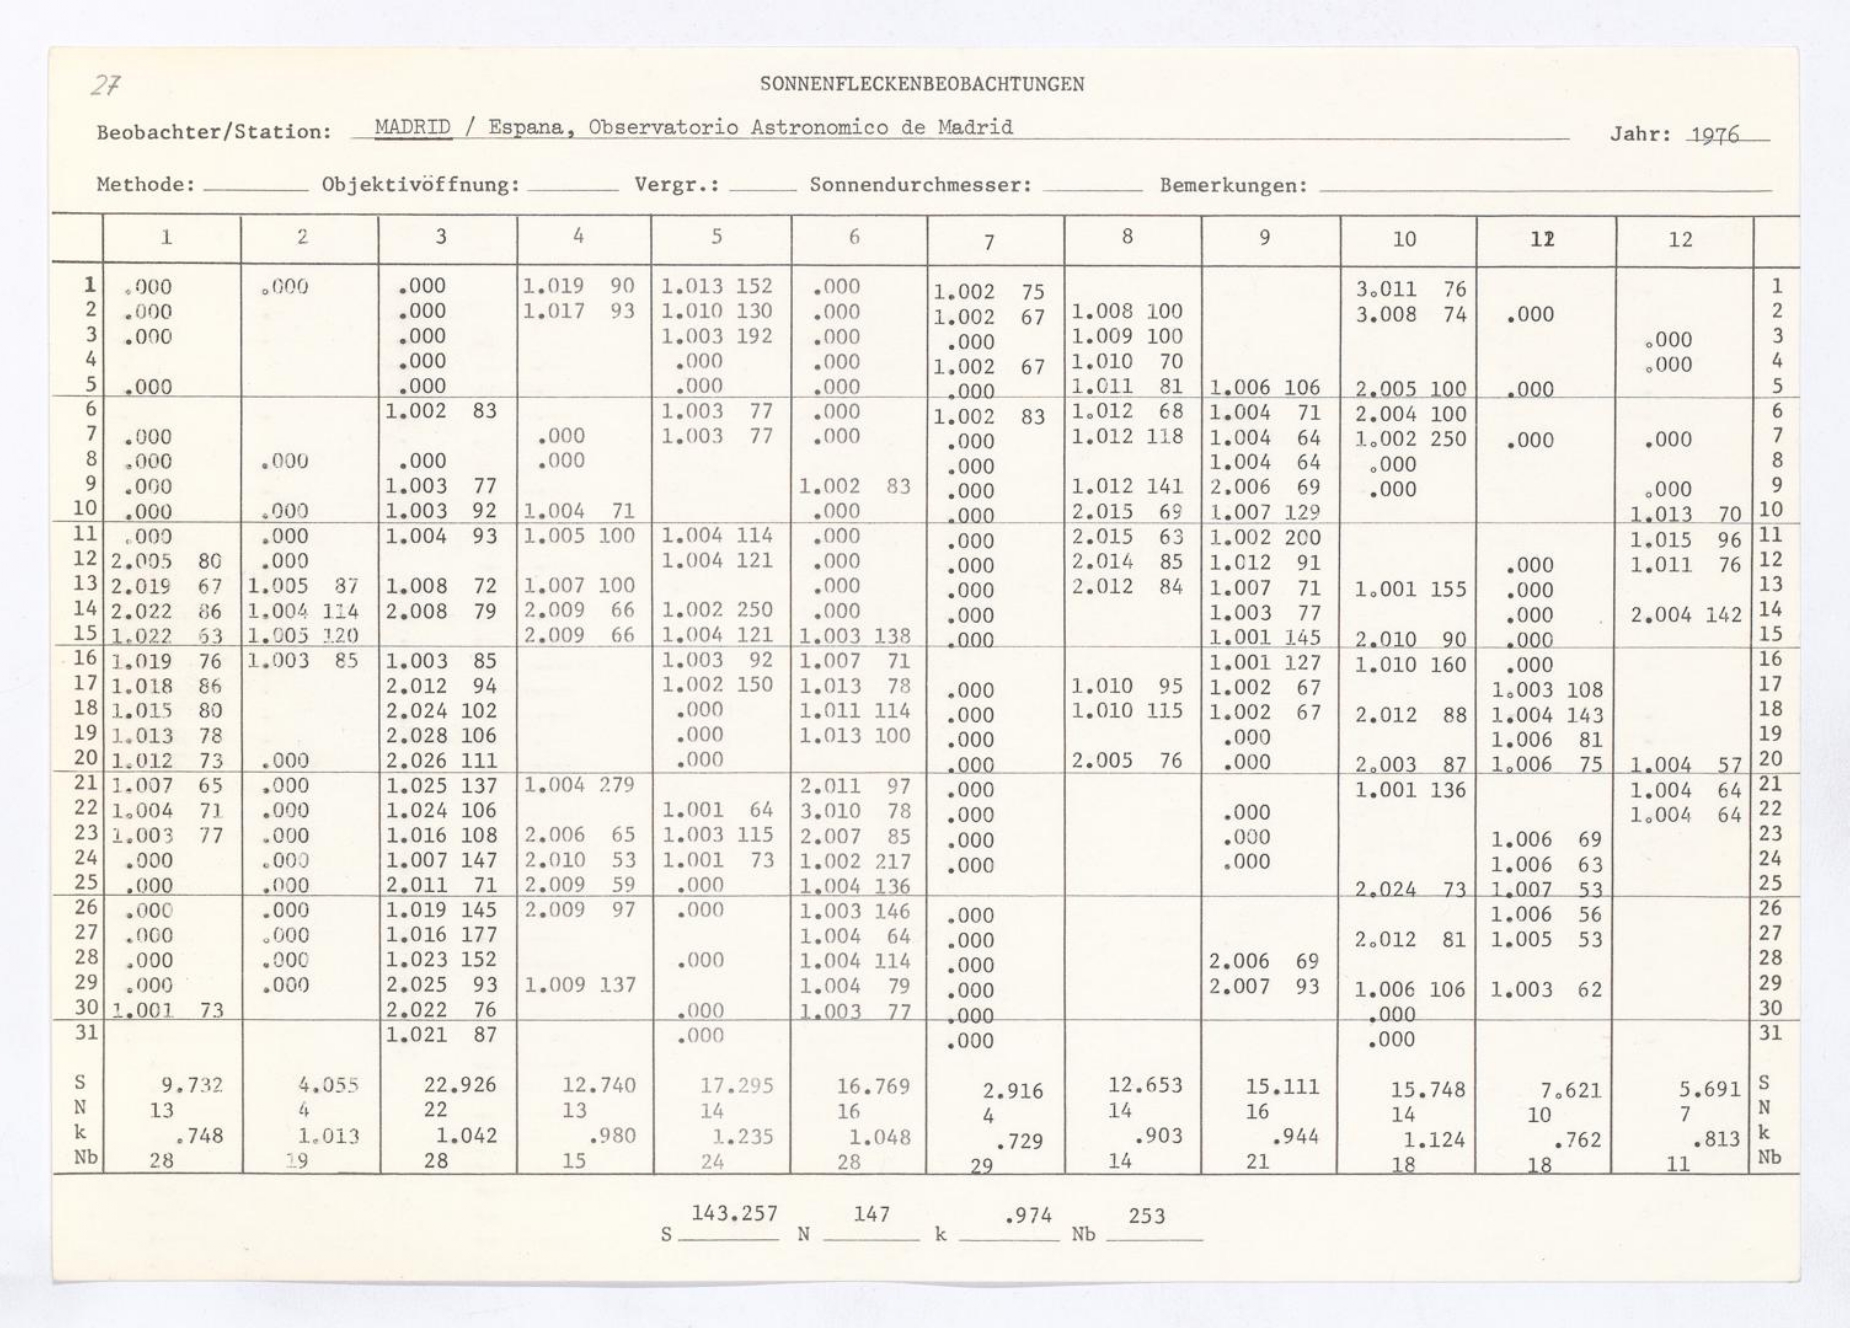 27
SONNENFLECKENBEOBACHTUNGEN
Beobachter/Station: MADRID / Espana, Observatorio Astronomico de Madrid Jahr: 1976
Methode: Objektivöffnung: Vergr.: Sonnendurchmesser: Bemerkungen:
1 2 3 4 5 6 7 8 9 10 11 12
1 .000 .000 .000 1.019 90 1.013 152 .000 1.002 75 3.011 76 1
2 .000 .000 1.017 93 1.010 130 .000 1.002 67 1.008 100 3.008 74 .000 2
3 .000 .000 1.003 192 .000 .000 1.009 100 .000 3
4 .000 .000 .000 1.002 67 1.010 70 .000 4
5 .000 .000 .000 .000 .000 1.011 81 1.006 106 2.005 100 .000 5
6 1.002 83 1.003 77 .000 1.002 83 1.012 68 1.004 71 2.004 100 6
7 .000 .000 1.003 77 .000 .000 1.012 118 1.004 64 1.002 250 .000 .000 7
8 .000 .000 .000 .000 .000 1.004 64 .000 8
9 .000 1.003 77 1.002 83 .000 1.012 141 2.006 69 .000 .000 9
10 .000 .000 1.003 92 1.004 71 .000 .000 2.015 69 1.007 129 1.013 70 10
11 .000 .000 1.004 93 1.005 100 1.004 114 .000 .000 2.015 63 1.002 200 1.015 96 11
12 2.005 80 .000 1.004 121 .000 .000 2.014 85 1.012 91 .000 1.011 76 12
13 2.019 67 1.005 87 1.008 72 1.007 100 .000 .000 2.012 84 1.007 71 1.001 155 .000 13
14 2.022 86 1.004 114 2.008 79 2.009 66 1.002 250 .000 .000 1.003 77 .000 2.004 142 14
15 1.022 63 1.005 120 2.009 66 1.004 121 1.003 138 .000 1.001 145 2.010 90 .000 15
16 1.019 76 1.003 85 1.003 85 1.003 92 1.007 71 1.001 127 1.010 160 .000 16
17 1.018 86 2.012 94 1.002 150 1.013 78 .000 1.010 95 1.002 67 1.003 108 17
18 1.015 80 2.024 102 .000 1.011 114 .000 1.010 115 1.002 67 2.012 88 1.004 143 18
19 1.013 78 2.028 106 .000 1.013 100 .000 .000 1.006 81 19
20 1.012 73 .000 2.026 111 .000 .000 2.005 76 .000 2.003 87 1.006 75 1.004 57 20
21 1.007 65 .000 1.025 137 1.004 279 2.011 97 .000 1.001 136 1.004 64 21
22 1.004 71 .000 1.024 106 1.001 64 3.010 78 .000 .000 1.004 64 22
23 1.003 77 .000 1.016 108 2.006 65 1.003 115 2.007 85 .000 .000 1.006 69 23
24 .000 .000 1.007 147 2.010 53 1.001 73 1.002 217 .000 .000 1.006 63 24
25 .000 .000 2.011 71 2.009 59 .000 1.004 136 2.024 73 1.007 53 25
26 .000 .000 1.019 145 2.009 97 .000 1.003 146 .000 1.006 56 26
27 .000 .000 1.016 177 1.004 64 .000 2.012 81 1.005 53 27
28 .000 .000 1.023 152 .000 1.004 114 .000 2.006 69 28
29 .000 .000 2.025 93 1.009 137 1.004 79 .000 2.007 93 1.006 106 1.003 62 29
30 1.001 73 2.022 76 .000 1.003 77 .000 .000 30
31 1.021 87 .000 .000 .000 31
S 9.732 4.055 22.926 12.740 17.295 16.769 2.916 12.653 15.111 15.748 7.621 5.691 S
N 13 4 22 13 14 16 4 14 16 14 10 7 N
k .748 1.013 1.042 .980 1.235 1.048 .729 .903 .944 1.124 .762 .813 k
Nb 28 19 28 15 24 28 29 14 21 18 18 11 Nb
S 143.257 N 147 k .974 Nb 253